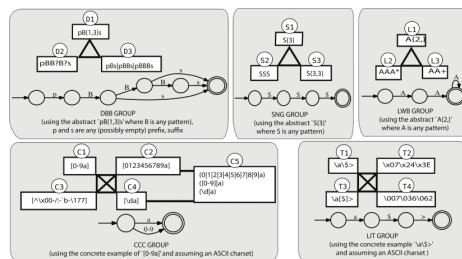 D1
pB{1,3}s
D2
pBB?B?s
D3
pBs|pBBs|pBBBs
p
B
B
B
s
s
s
DBB GROUP
(using the abstract `pB{1,3}s' where B is any pattern,
p and s are any (possibly empty) prefix, suffix
S1
S{3}
S2
SSS
S3
S{3,3}
S
S
S
SNG GROUP
(using the abstract `S{3}'
where S is any pattern)
L1
A{2,}
L2
AAA*
L3
AA+
A
A
A
LWB GROUP
(using the abstract `A{2,}'
where A is any pattern)
C1
[0-9a]
C2
[0123456789a]
C5
(0|1|2|3|4|5|6|7|8|9|a)
([0-9]|a)
(\d|a)
C3
[^\x00-/:-`b-\177]
C4
[\da]
a
0-9
CCC GROUP
(using the concrete example of `[0-9a]' and assuming an ASCII charset)
T1
\a\$>
T2
\x07\x24\x3E
T3
\a[$]>
T4
\007\036\062
a
>
LIT GROUP
(using the concrete example '\a\$>'
and assuming an ASCII charset )